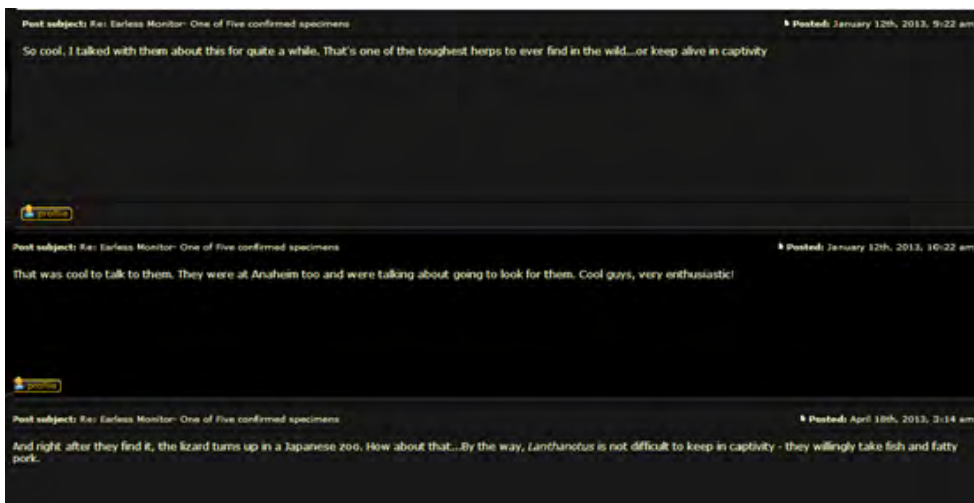 Post subject: Re: Earless Monitor- One of Five confirmed specimens Posted: January 12th, 2013, 9:22 am
So cool. I talked with them about this for quite a while. That's one of the toughest herps to ever find in the wild...or keep alive in captivity
profile
Post subject: Re: Earless Monitor- One of Five confirmed specimens Posted: January 12th, 2013, 10:22 am
That was cool to talk to them. They were at Anaheim too and were talking about going to look for them. Cool guys, very enthusiastic!
profile
Post subject: Re: Earless Monitor- One of Five confirmed specimens Posted: April 18th, 2013, 3:14 am
And right after they find it, the lizard turns up in a Japanese zoo. How about that...By the way, Lanthanotus is not difficult to keep in captivity - they willingly take fish and fatty
pork.